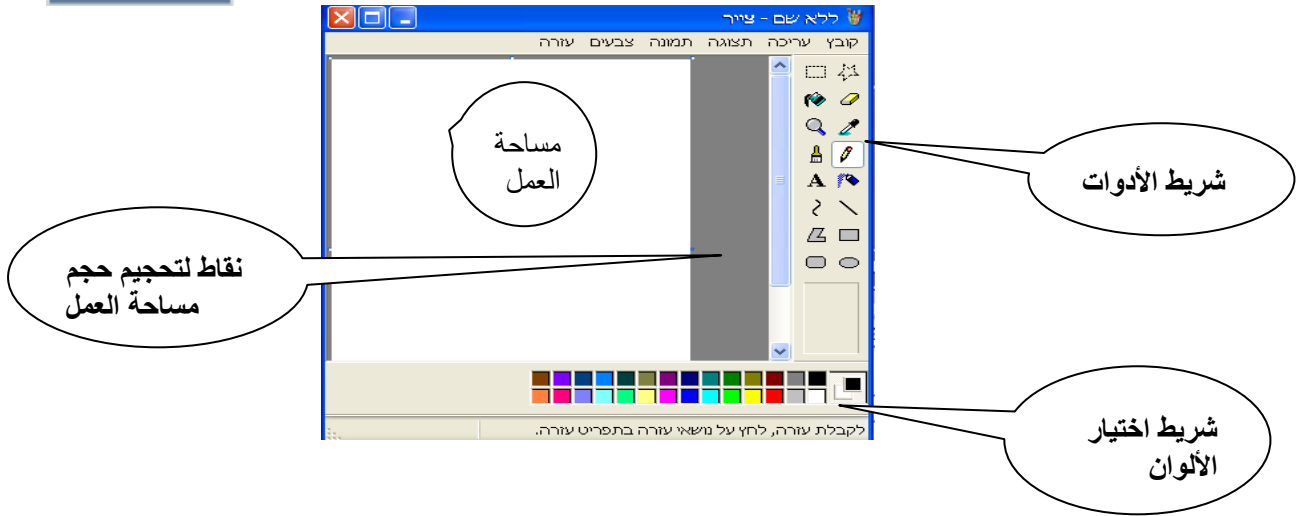 ללא שם - צייר
קובץ עריכה תצוגה תמונה צבעים עזרה
مساحة
العمل
شريط الأدوات
A
نقاط لتحجيم حجم
مساحة العمل
شريط اختيار
الألوان
לקבלת עזרה, לחץ על נושאי עזרה בתפריט עזרה.